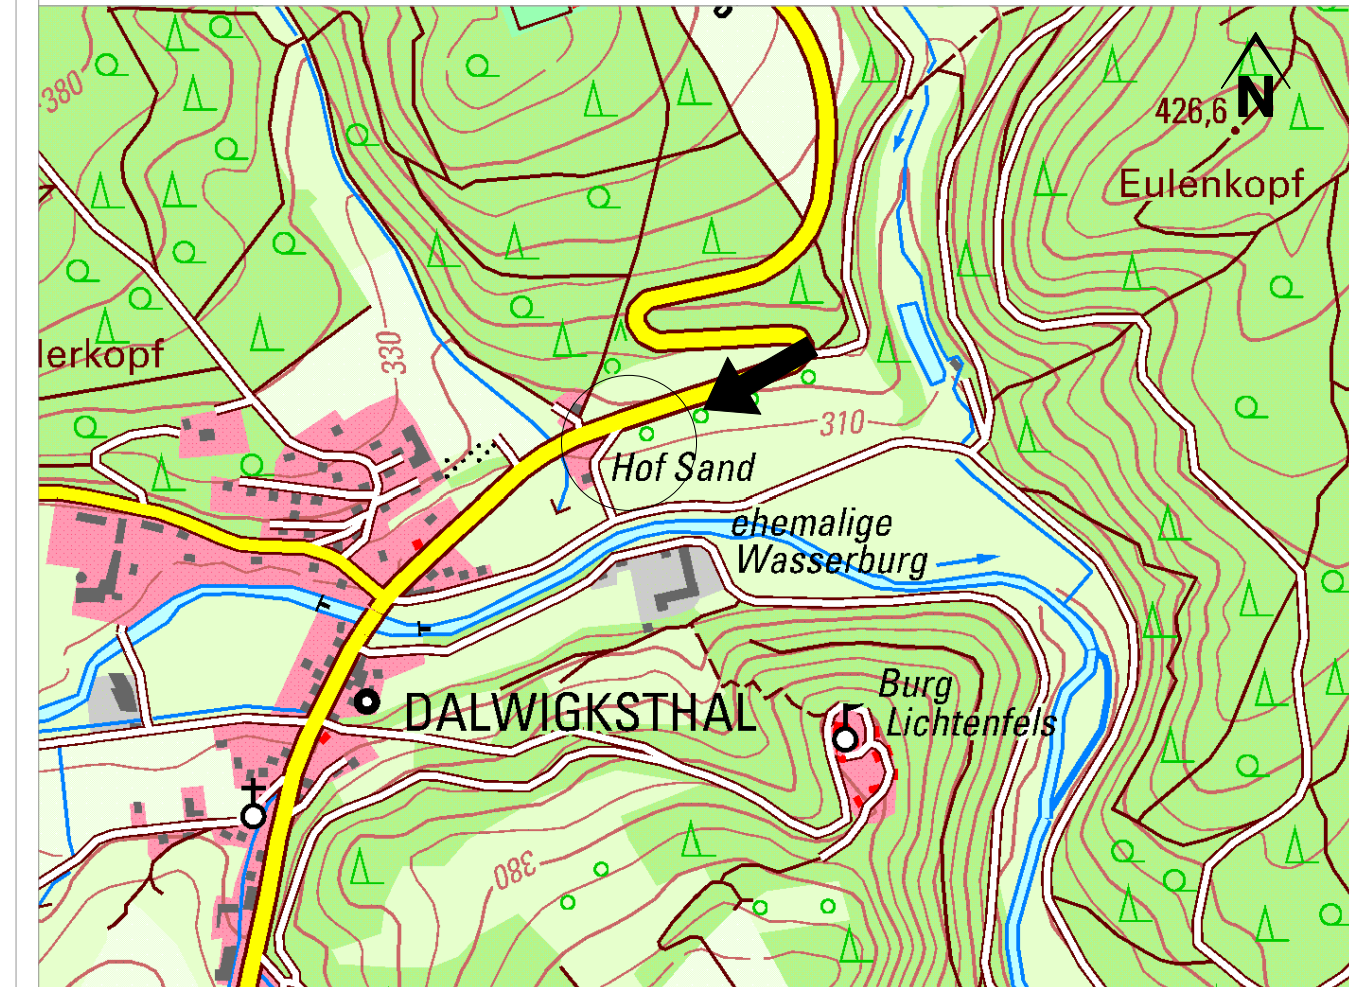 380
N
426,6
Eulenkopf
lerkopf
330
310
Hof Sand
ehemalige
Wasserburg
Burg
Lichtenfels
DALWIGKSTHAL
380